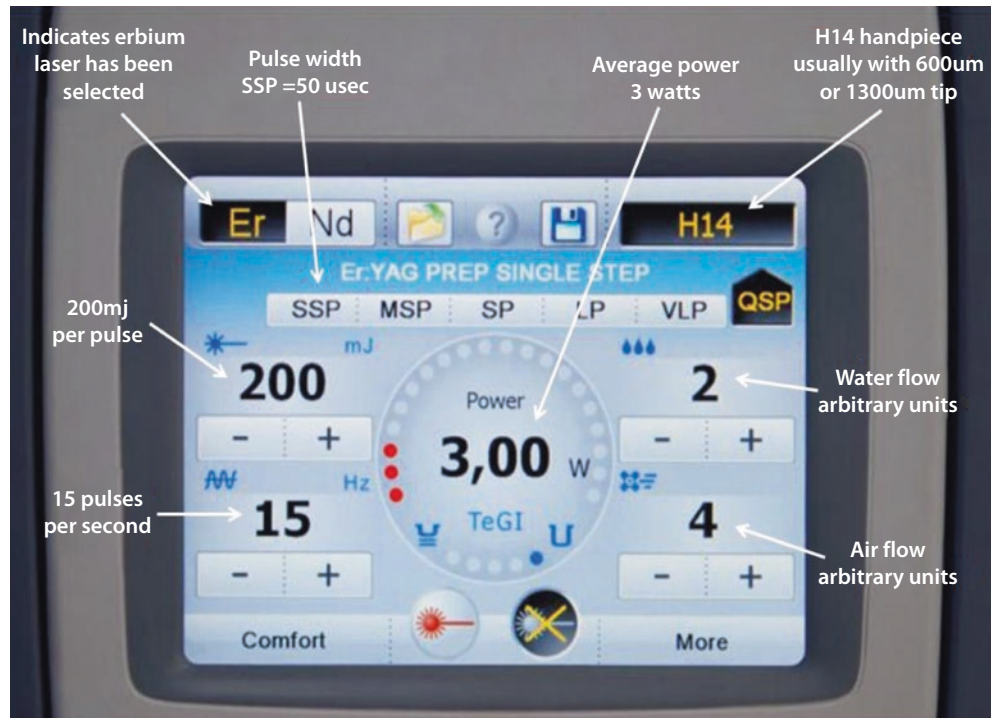 Indicates erbium
laser has been
selected
Pulse width
SSP =50 usec
Average power
3 watts
H14 handpiece
usually with 600um
or 1300um tip
Er Nd ? H14
Er:YAG PREP SINGLE STEP
SSP MSP SP LP VLP QSP
200mj
per pulse
mJ
200
- +
Power
3,00 W
TeGI
2
- +
Water flow
arbitrary units
15 pulses
per second
Hz
15
- +
4
- +
Air flow
arbitrary units
Comfort
More